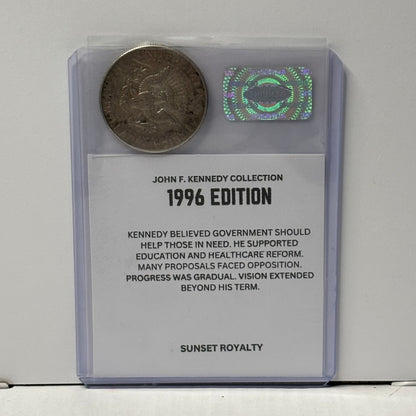 JOHN F. KENNEDY COLLECTION
1996 EDITION
KENNEDY BELIEVED GOVERNMENT SHOULD
HELP THOSE IN NEED. HE SUPPORTED
EDUCATION AND HEALTHCARE REFORM.
MANY PROPOSALS FACED OPPOSITION.
PROGRESS WAS GRADUAL. VISION EXTENDED
BEYOND HIS TERM.
SUNSET ROYALTY